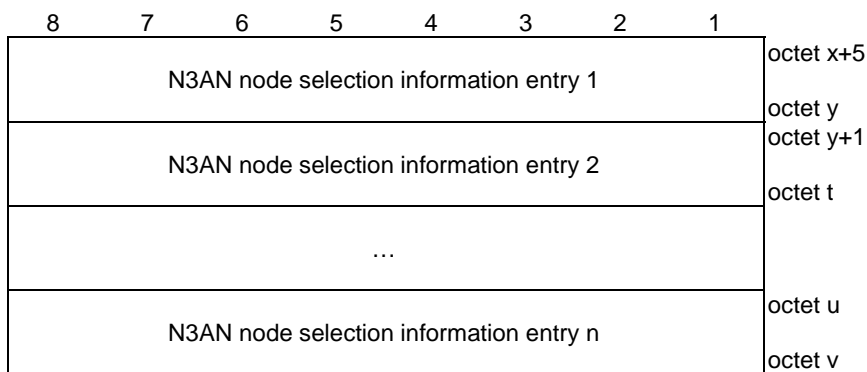 8 7 6 5 4 3 2 1
octet x+5
N3AN node selection information entry 1
octet y
octet y+1
N3AN node selection information entry 2
octet t
…
octet u
N3AN node selection information entry n
octet v